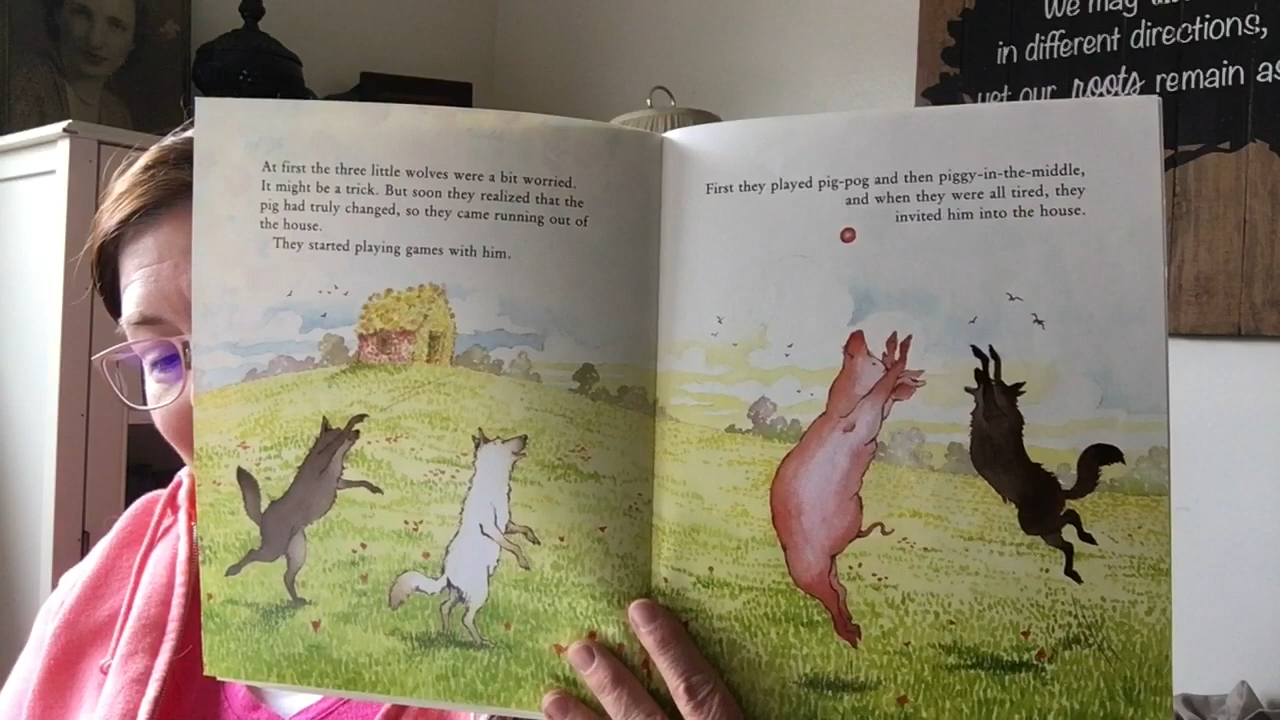 We may
in different directions,
yet our roots remain as
At first the three little wolves were a bit worried.
It might be a trick. But soon they realized that the
pig had truly changed, so they came running out of
the house.
They started playing games with him.
First they played pig-pog and then piggy-in-the-middle,
and when they were all tired, they
invited him into the house.